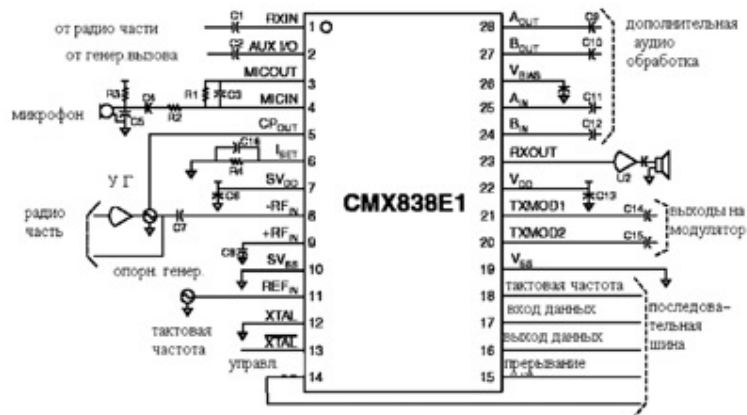 от радио части
C1
RXIN
1
от генер вызова
C2
AUX I/O
2
MICOUT
3
микрофон
R3
C4
C5
R2
R1
C3
MICIN
4
CPOUT
5
C16
R4
ISET
6
У Г
C6
SVDD
7
радио часть
C7
-RFIN
8
C8
+RFIN
9
опорн. генер.
SVSS
10
REFIN
11
тактовая частота
XTAL
12
XTAL
13
управл.
14
CMX838E1
28
AOUT
C9
27
BOUT
C10
дополнительная аудио обработка
26
VBIAS
25
AIN
C11
24
BIN
C12
23
RXOUT
U2
22
VDD
C13
21
TXMOD1
C14
20
TXMOD2
C15
выходы на модулятор
19
VSS
18
тактовая частота
17
вход данных
16
выход данных
15
прерывание
последова-
тельная
шина